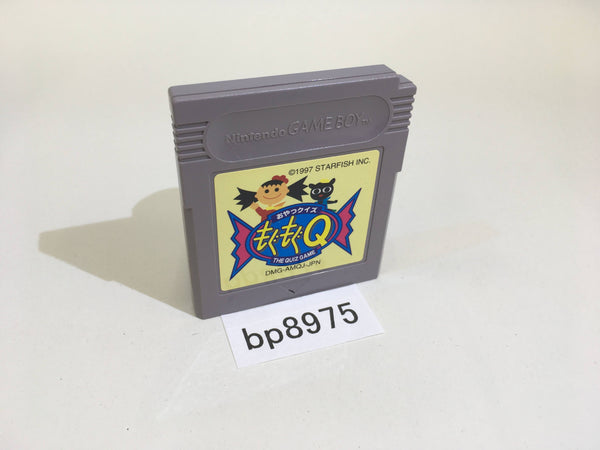 Nintendo GAME BOY TM
©1997 STARFISH INC.
おやつクイズ
もぐもぐQ
THE QUIZ GAME
DMG-AMQJ-JPN
bp8975